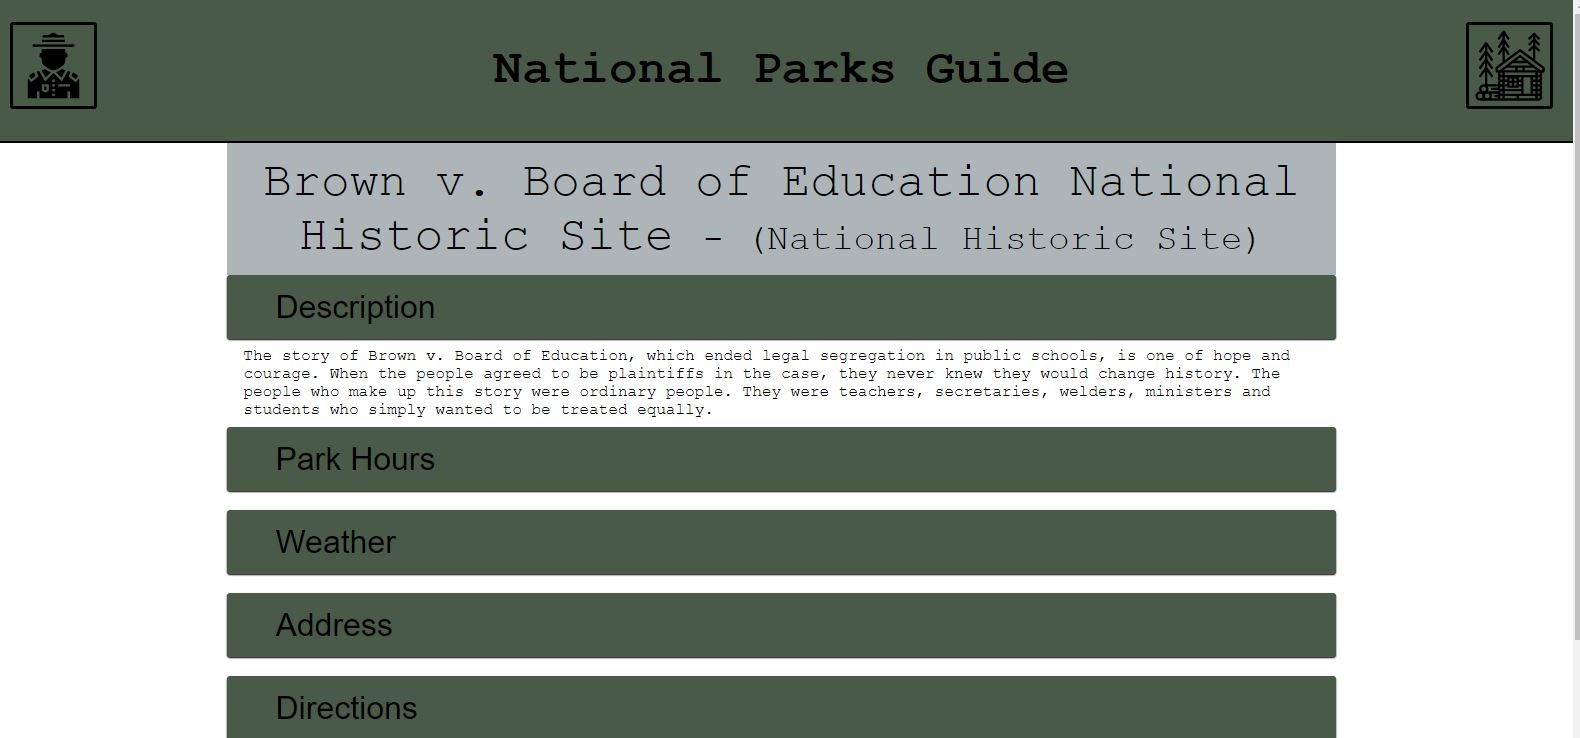 National Parks Guide
Brown v. Board of Education National
Historic Site - (National Historic Site)
Description
The story of Brown v. Board of Education, which ended legal segregation in public schools, is one of hope and
courage. When the people agreed to be plaintiffs in the case, they never knew they would change history. The
people who make up this story were ordinary people. They were teachers, secretaries, welders, ministers and
students who simply wanted to be treated equally.
Park Hours
Weather
Address
Directions